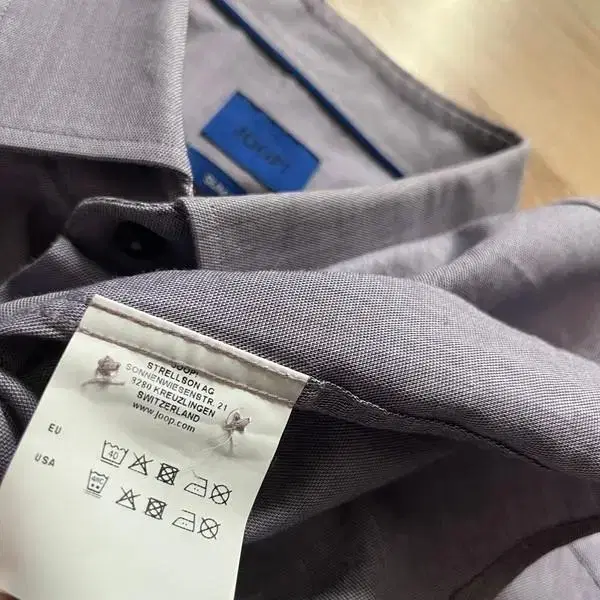 JOOP!
JOOP!
STRELLSON AG
SONNENWIESENSTR. 21
8280 KREUZLINGEN
SWITZERLAND
www.joop.com
EU
40
USA